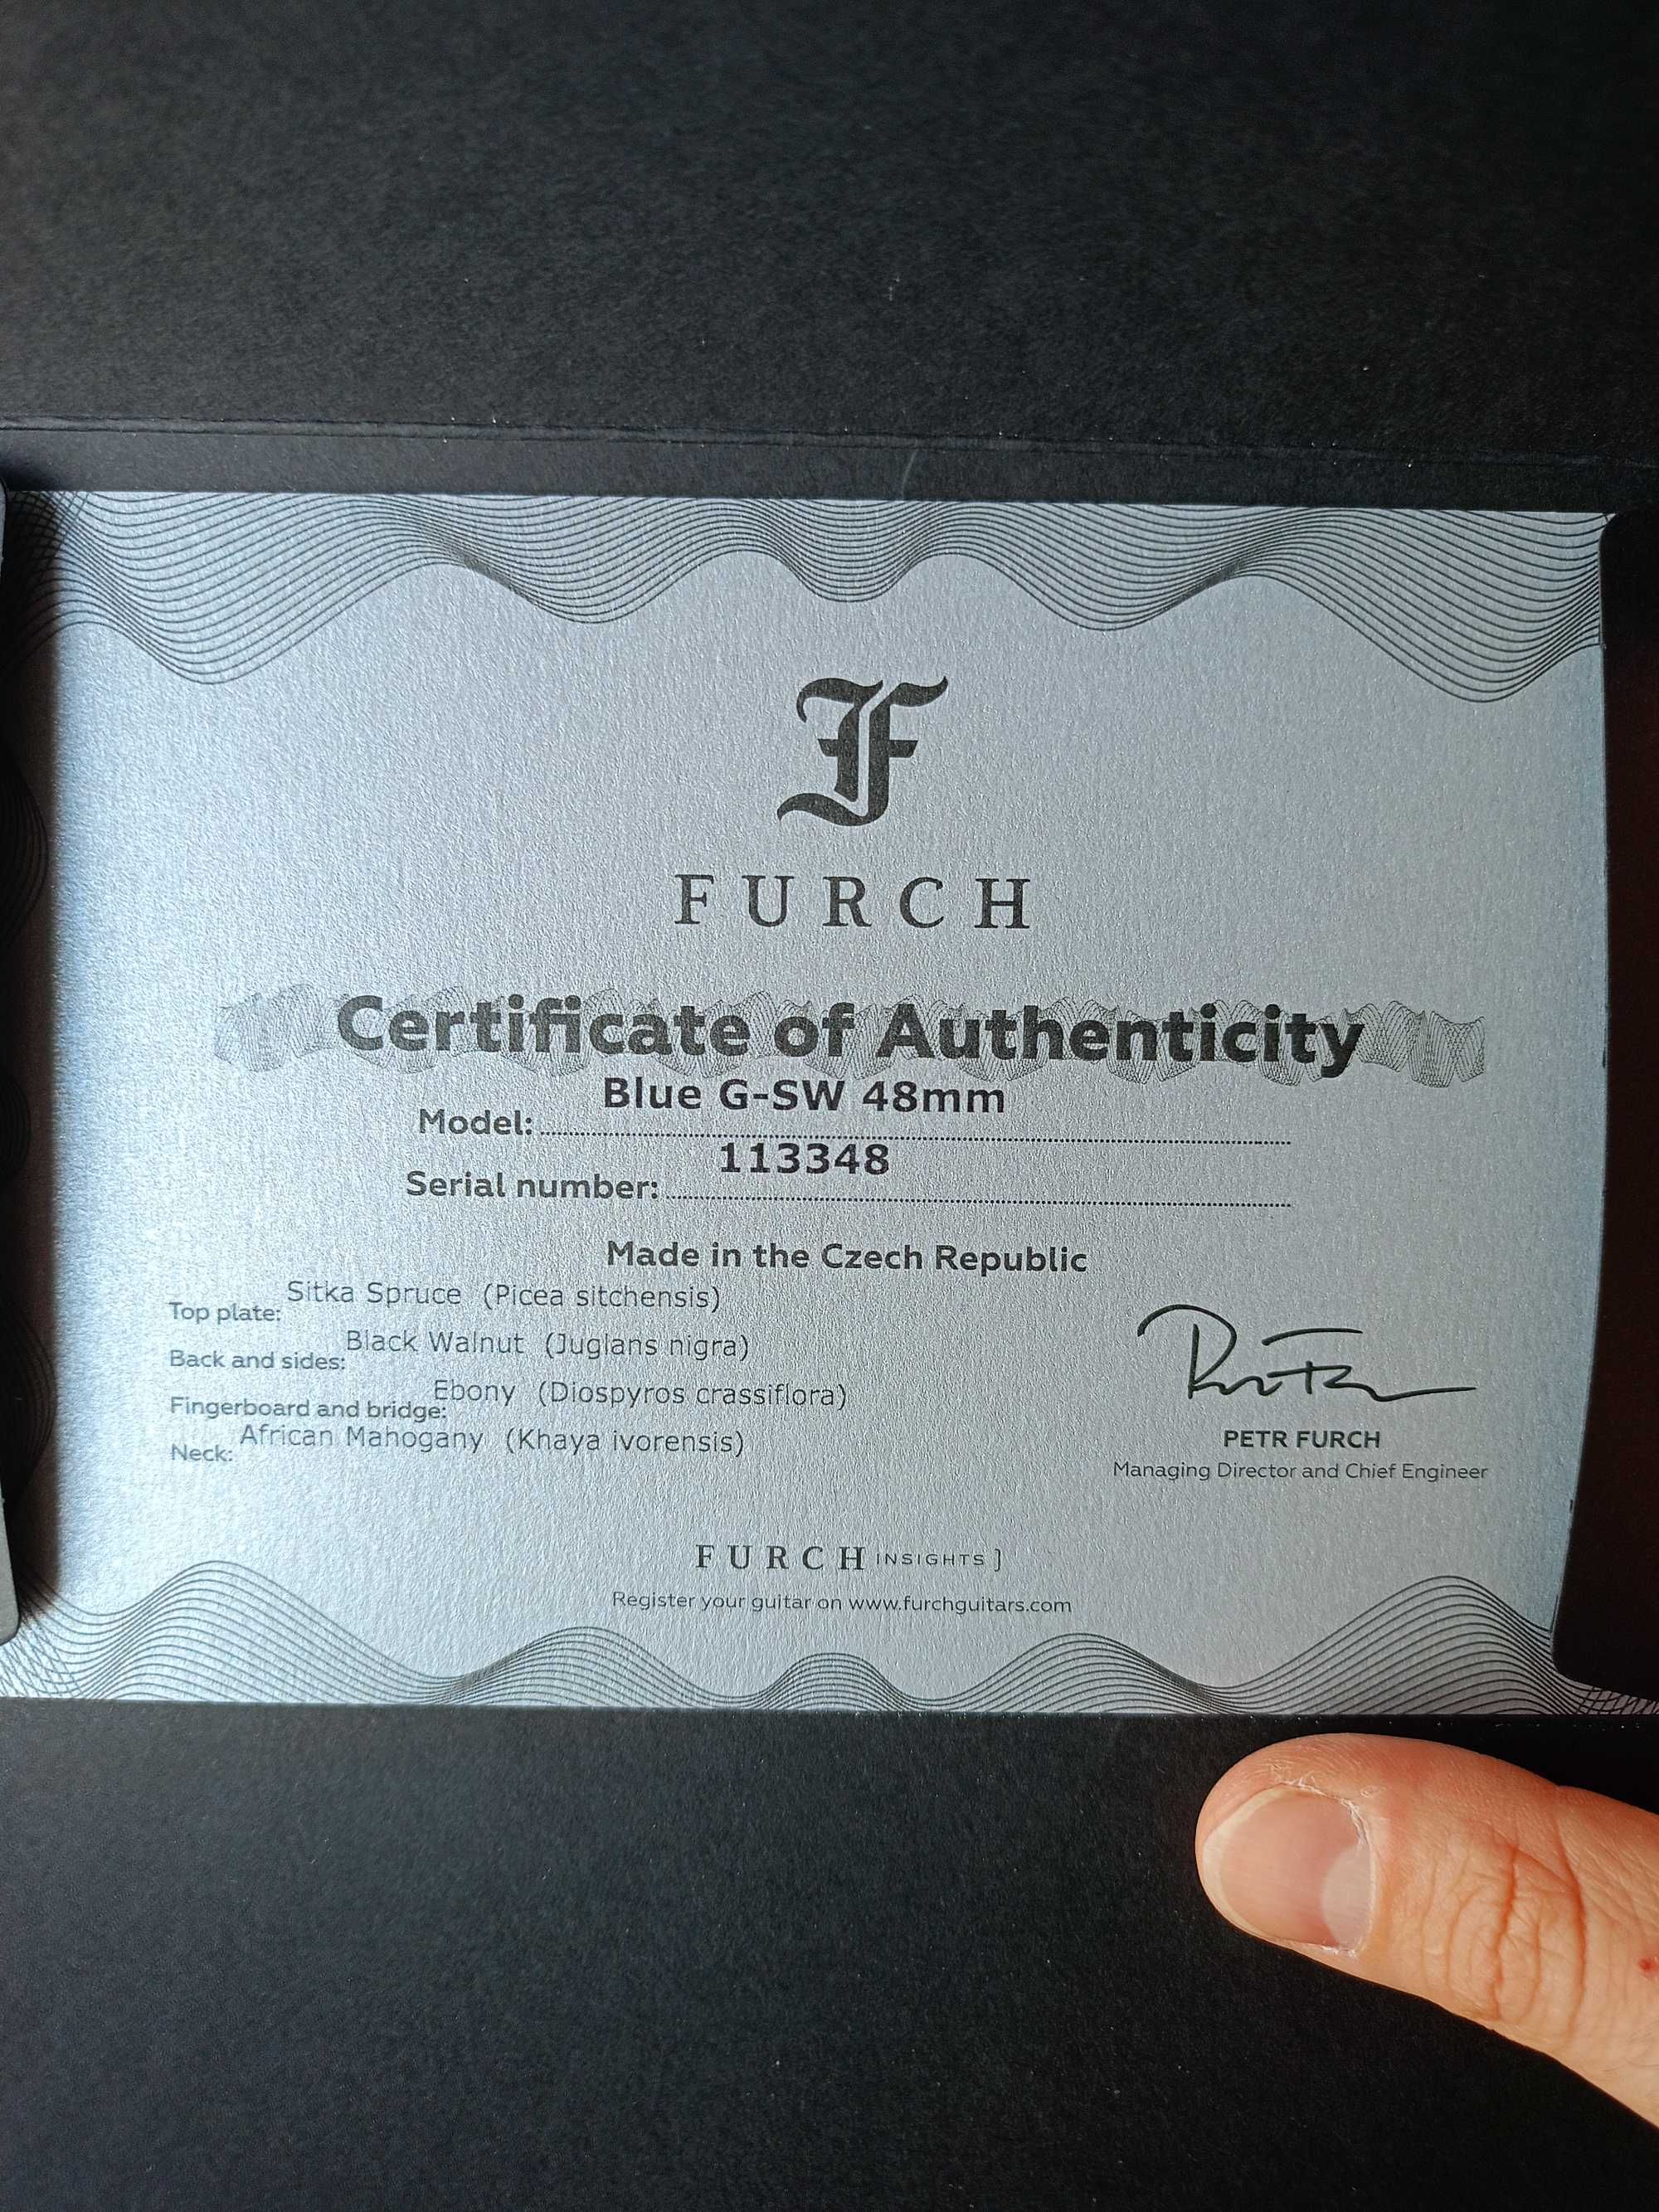 F
FURCH
Certificate of Authenticity
Model: Blue G-SW 48mm
Serial number: 113348
Made in the Czech Republic
Top plate: Sitka Spruce (Picea sitchensis)
Back and sides: Black Walnut (Juglans nigra)
Fingerboard and bridge: Ebony (Diospyros crassiflora)
Neck: African Mahogany (Khaya ivorensis)
PETR FURCH
Managing Director and Chief Engineer
FURCH INSIGHTS ]
Register your guitar on www.furchguitars.com